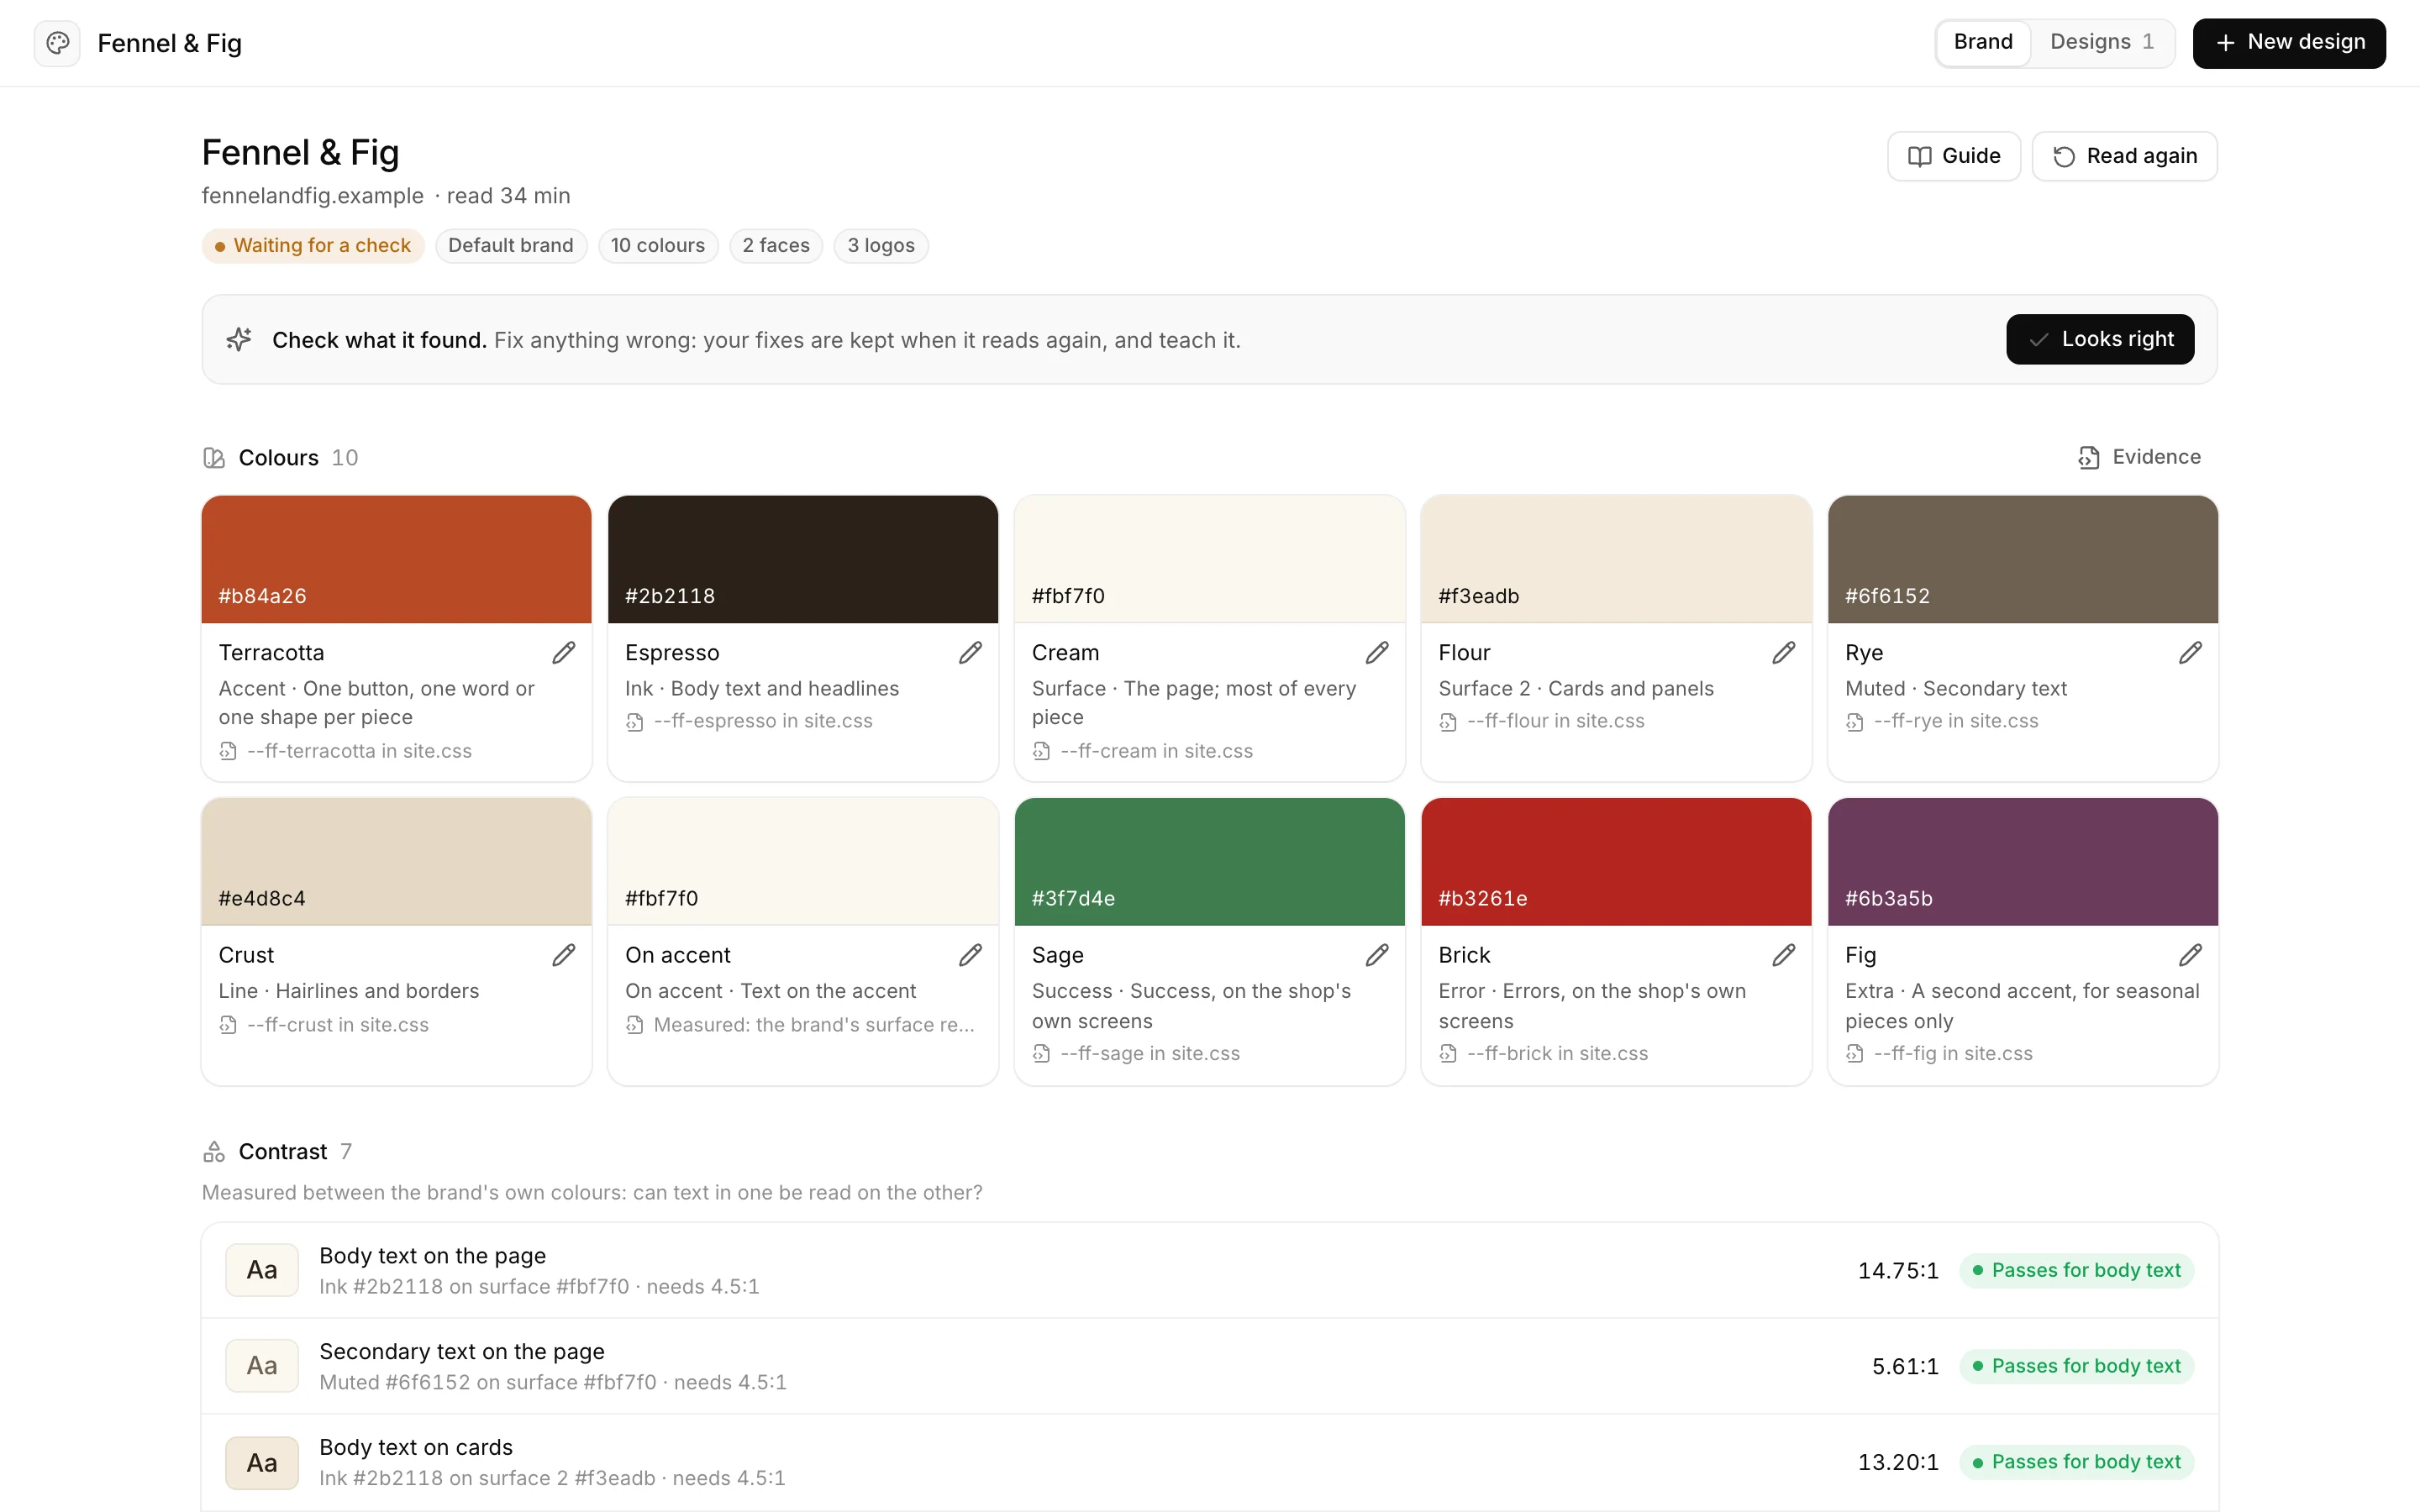 Fennel & Fig
Brand
Designs 1
New design
Fennel & Fig
fennelandfig.example · read 34 min
Guide
Read again
Waiting for a check
Default brand
10 colours
2 faces
3 logos
Check what it found. Fix anything wrong: your fixes are kept when it reads again, and teach it.
Looks right
Colours 10
Evidence
#b84a26
Terracotta
Accent · One button, one word or
one shape per piece
--ff-terracotta in site.css
#2b2118
Espresso
Ink · Body text and headlines
--ff-espresso in site.css
#fbf7f0
Cream
Surface · The page; most of every
piece
--ff-cream in site.css
#f3eadb
Flour
Surface 2 · Cards and panels
--ff-flour in site.css
#6f6152
Rye
Muted · Secondary text
--ff-rye in site.css
#e4d8c4
Crust
Line · Hairlines and borders
--ff-crust in site.css
#fbf7f0
On accent
On accent · Text on the accent
Measured: the brand's surface re...
#3f7d4e
Sage
Success · Success, on the shop's
own screens
--ff-sage in site.css
#b3261e
Brick
Error · Errors, on the shop's own
screens
--ff-brick in site.css
#6b3a5b
Fig
Extra · A second accent, for seasonal
pieces only
--ff-fig in site.css
Contrast 7
Measured between the brand's own colours: can text in one be read on the other?
Aa
Body text on the page
Ink #2b2118 on surface #fbf7f0 · needs 4.5:1
14.75:1
Passes for body text
Aa
Secondary text on the page
Muted #6f6152 on surface #fbf7f0 · needs 4.5:1
5.61:1
Passes for body text
Aa
Body text on cards
Ink #2b2118 on surface 2 #f3eadb · needs 4.5:1
13.20:1
Passes for body text